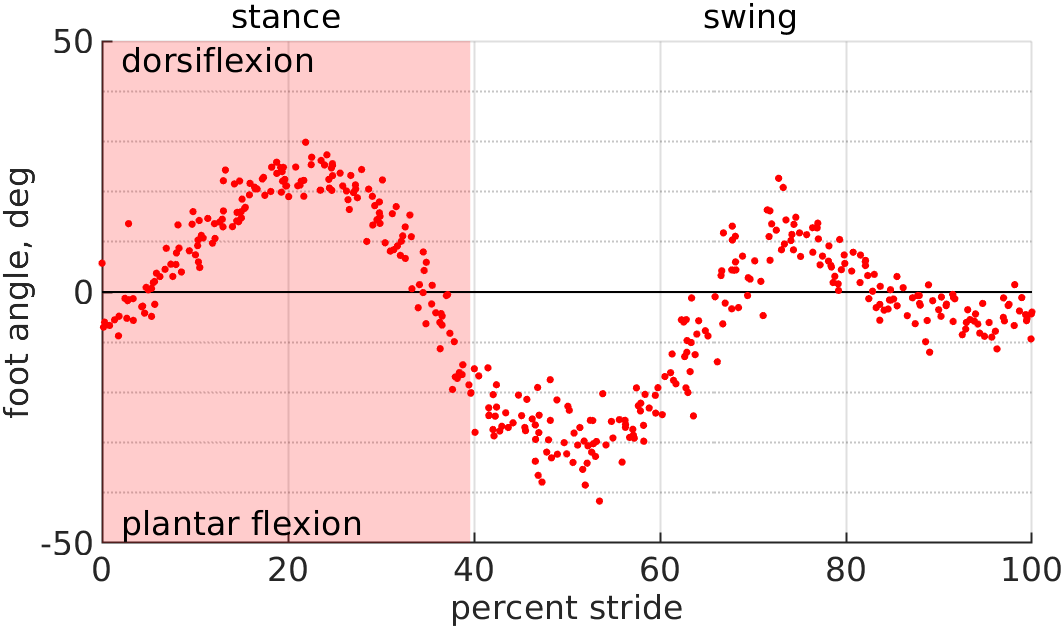 stance swing
50
dorsiflexion
foot angle, deg
0
plantar flexion
-50
0 20 40 60 80 100
percent stride